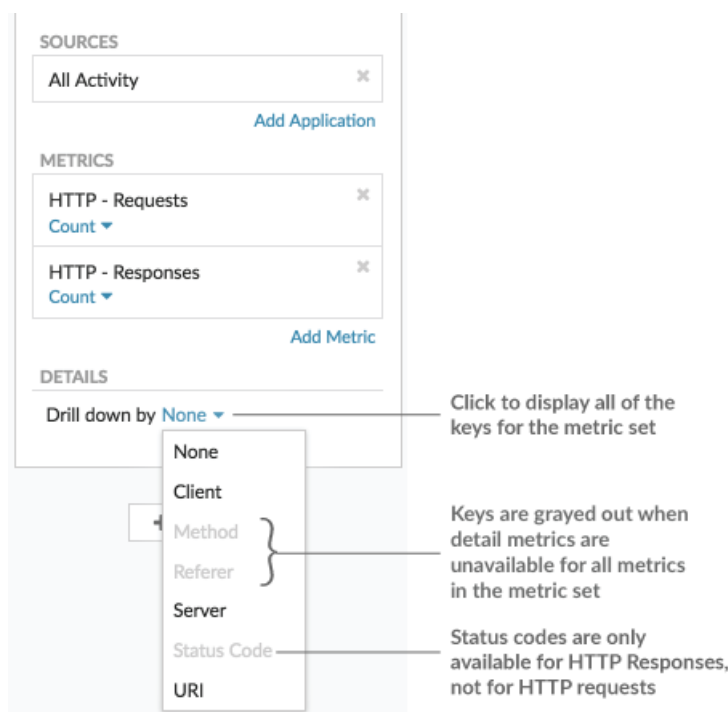 SOURCES
All Activity
Add Application
METRICS
HTTP - Requests
Count
HTTP - Responses
Count
Add Metric
DETAILS
Drill down by None
None
Client
Method
Referer
Server
Status Code
URI
Click to display all of the
keys for the metric set
Keys are grayed out when
detail metrics are
unavailable for all metrics
in the metric set
Status codes are only
available for HTTP Responses,
not for HTTP requests